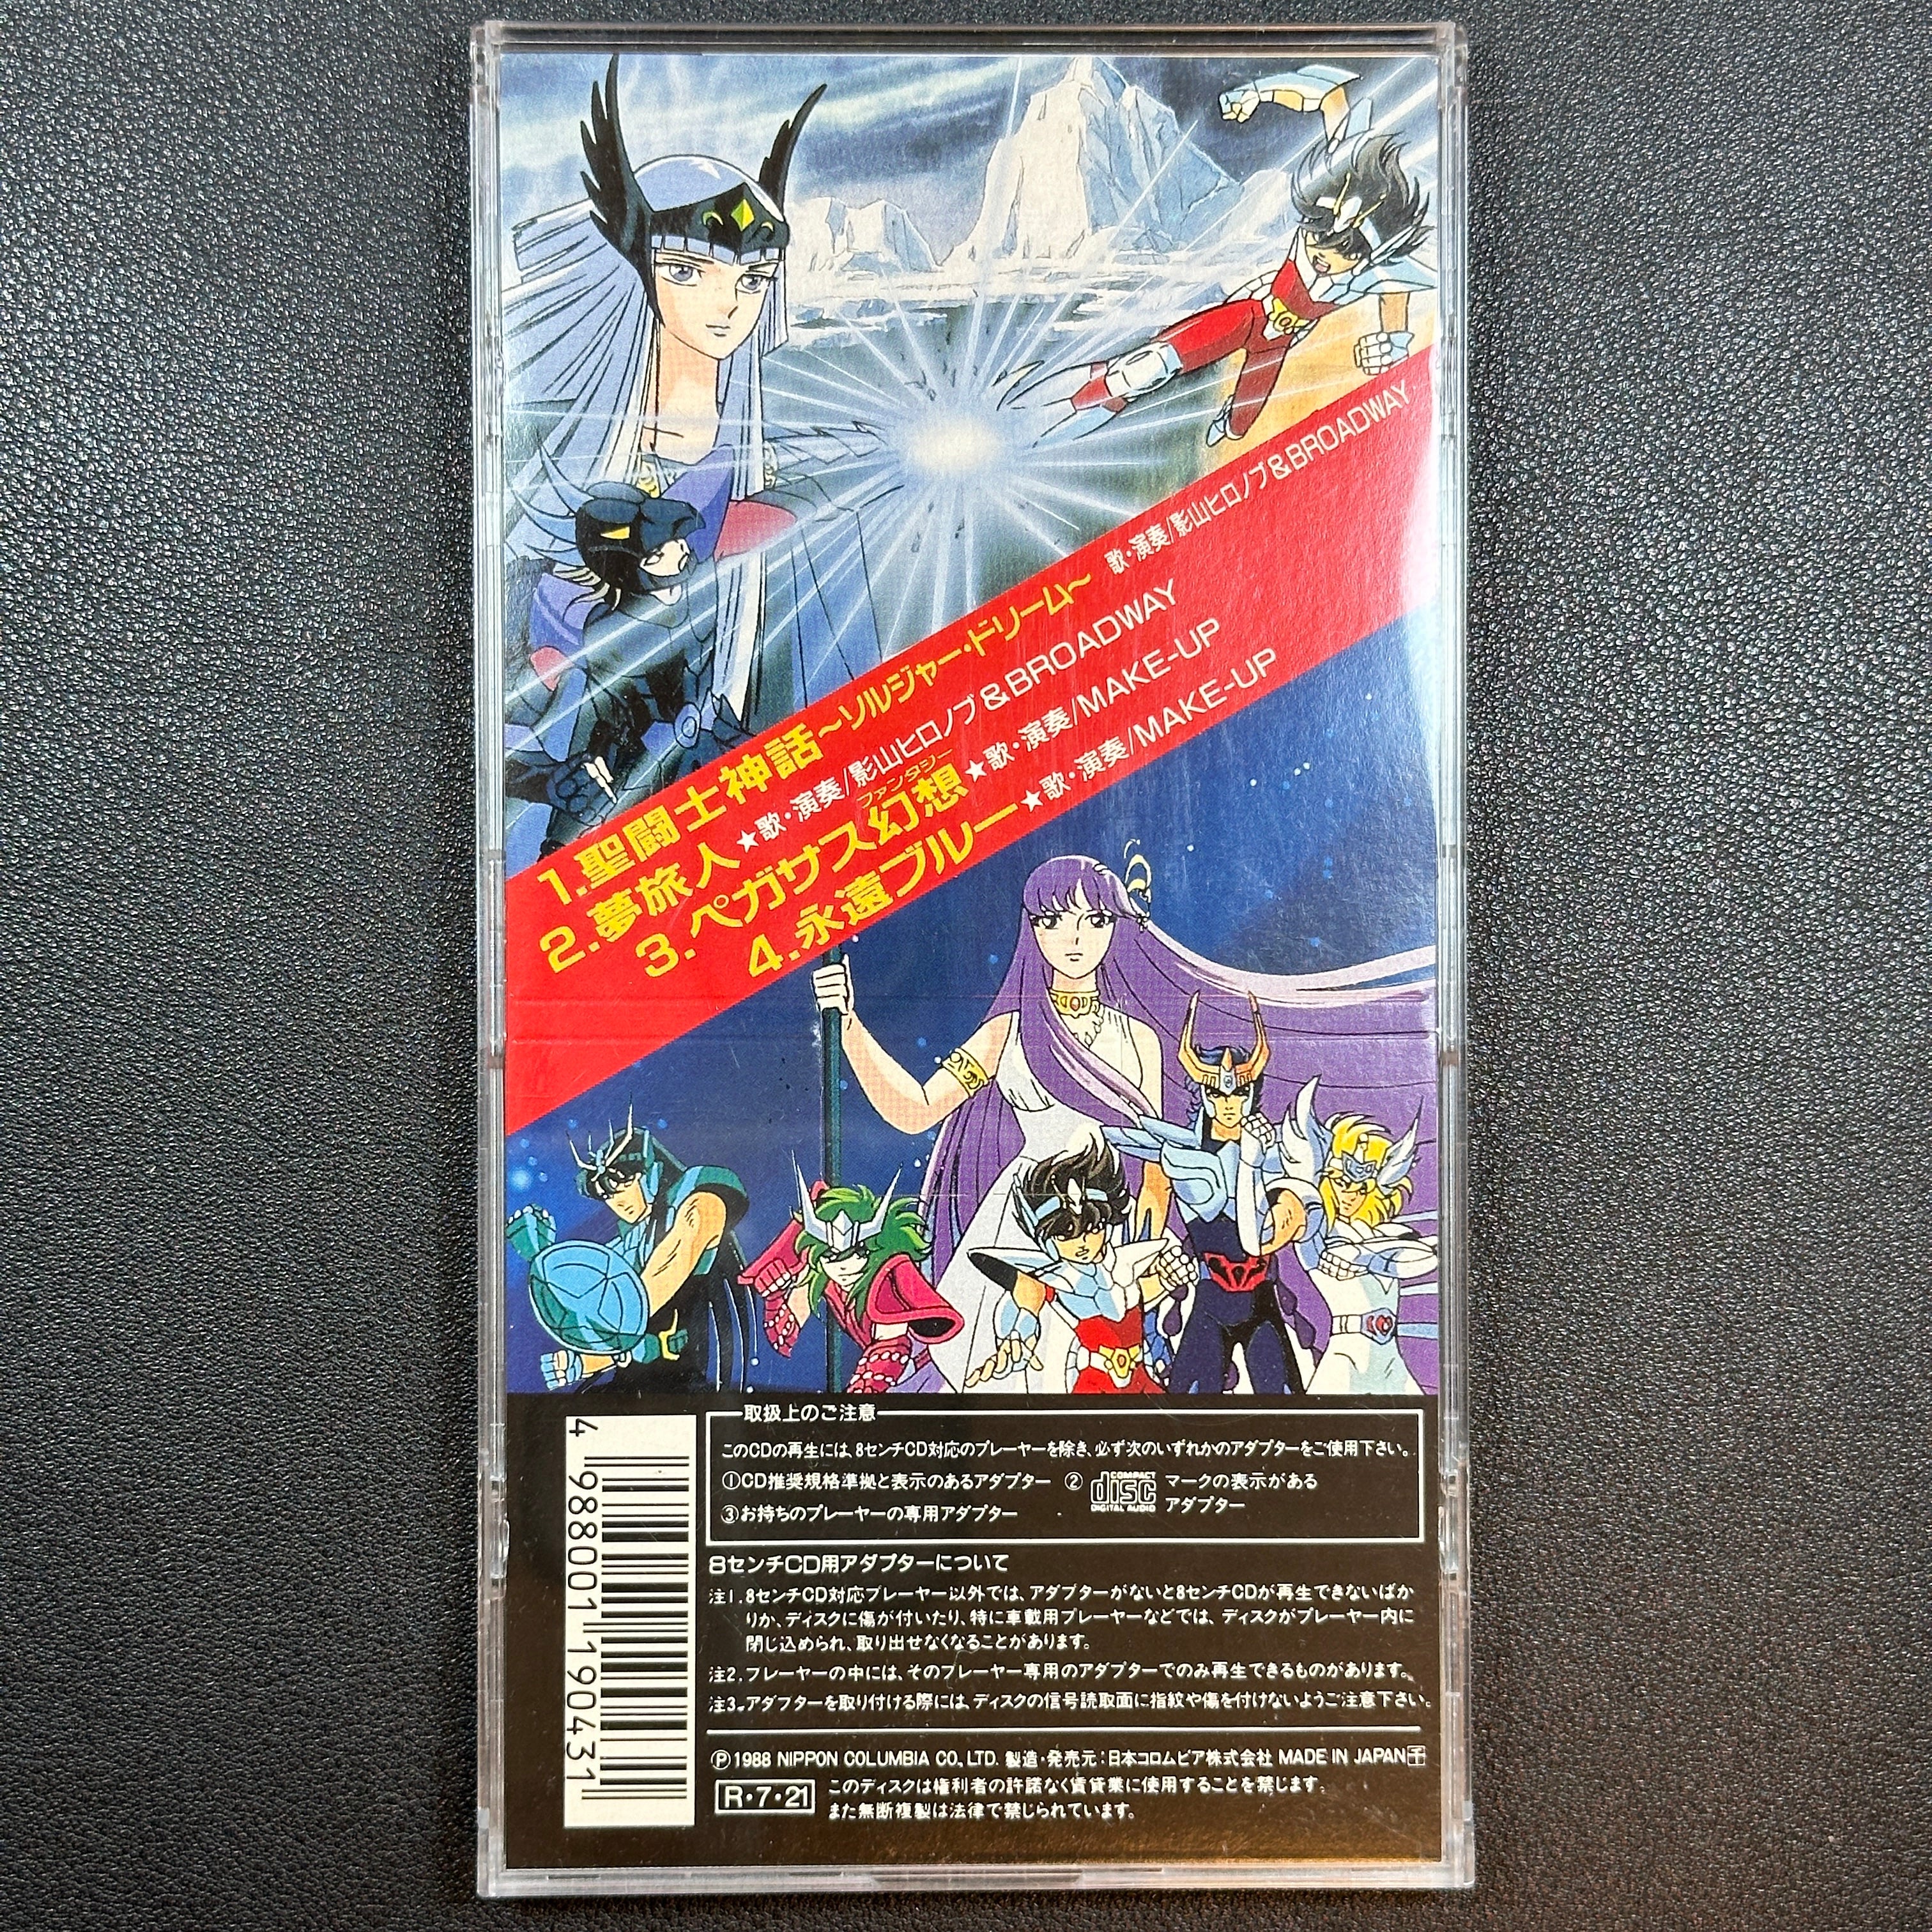 1.聖闘士神話〜ソルジャー・ドリーム〜 歌・演奏/影山ヒロノブ&BROADWAY
2.夢旅人★歌・演奏/影山ヒロノブ&BROADWAY
ファンタジー
3.ペガサス幻想★歌・演奏/MAKE-UP
4.永遠ブルー★歌・演奏/MAKE-UP
取扱上のご注意
このCDの再生には、8センチCD対応のプレーヤーを除き、必ず次のいずれかのアダプターをご使用下さい。
①CD推奨規格準拠と表示のあるアダプター ② COMPACT disc DIGITAL AUDIO マークの表示がある
アダプター
③お持ちのプレーヤーの専用アダプター
8センチCD用アダプターについて
注1.8センチCD対応プレーヤー以外では、アダプターがないと8センチCDが再生できないばか
りか、ディスクに傷が付いたり、特に車載用プレーヤーなどでは、ディスクがプレーヤー内に
閉じ込められ、取り出せなくなることがあります。
注2.プレーヤーの中には、そのプレーヤー専用のアダプターでのみ再生できるものがあります。
注3.アダプターを取り付ける際には、ディスクの信号読取面に指紋や傷を付けないようご注意下さい。
Ⓟ1988 NIPPON COLUMBIA CO., LTD. 製造・発売元:日本コロムビア株式会社 MADE IN JAPAN千
R・7・21
このディスクは権利者の許諾なく賃貸業に使用することを禁じます。
また無断複製は法律で禁じられています。
4 988001 190431